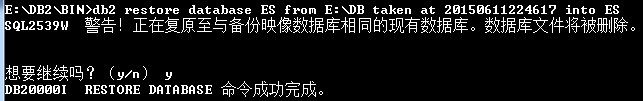 E:\DB2\BIN>db2 restore database ES from E:\DB taken at 20150611224617 into ES
SQL2539W  警告！正在复原至与备份映像数据库相同的现有数据库。数据库文件将被删除。
想要继续吗？（y/n） y
DB20000I  RESTORE DATABASE 命令成功完成。